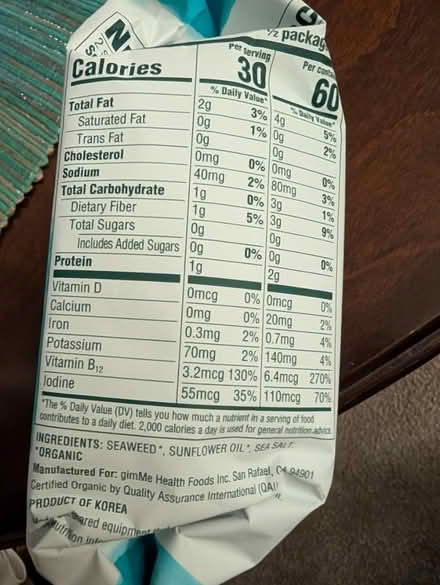 ½ packag
Per serving Per cont
Calories 30 60
% Daily Value* % Daily Value*
Total Fat 2g 3% 4g 5%
Saturated Fat 0g 1% 0g 2%
Trans Fat 0g 0g
Cholesterol 0mg 0% 0mg 0%
Sodium 40mg 2% 80mg 3%
Total Carbohydrate 1g 0% 3g 1%
Dietary Fiber 1g 5% 3g 9%
Total Sugars 0g 0g
Includes Added Sugars 0g 0% 0g 0%
Protein 1g 2g
Vitamin D 0mcg 0% 0mcg 0%
Calcium 0mg 0% 20mg 2%
Iron 0.3mg 2% 0.7mg 4%
Potassium 70mg 2% 140mg 4%
Vitamin B12 3.2mcg 130% 6.4mcg 270%
Iodine 55mcg 35% 110mcg 70%
*The % Daily Value (DV) tells you how much a nutrient in a serving of food
contributes to a daily diet. 2,000 calories a day is used for general nutrition advice.
INGREDIENTS: SEAWEED*, SUNFLOWER OIL*, SEA SALT.
*ORGANIC
Manufactured For: gimMe Health Foods Inc. San Rafael, CA 94901
Certified Organic by Quality Assurance International (QAI)
PRODUCT OF KOREA
ared equipment
Nutrition info